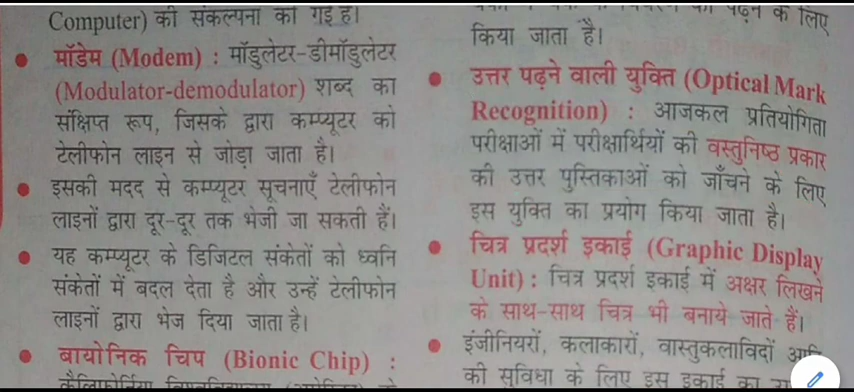 Computer) की संकल्पना की गई है।
मॉडेम (Modem) : मॉडुलेटर-डीमॉडुलेटर
(Modulator-demodulator) शब्द का
संक्षिप्त रूप, जिसके द्वारा कम्प्यूटर को
टेलीफोन लाइन से जोड़ा जाता है।
इसकी मदद से कम्प्यूटर सूचनाएँ टेलीफोन
लाइनों द्वारा दूर-दूर तक भेजी जा सकती हैं।
यह कम्प्यूटर के डिजिटल संकेतों को ध्वनि
संकेतों में बदल देता है और उन्हें टेलीफोन
लाइनों द्वारा भेज दिया जाता है।
बायोनिक चिप (Bionic Chip) :
पढ़ने के लिए
किया जाता है।
उत्तर पढ़ने वाली युक्ति (Optical Mark
Recognition) : आजकल प्रतियोगिता
परीक्षाओं में परीक्षार्थियों की वस्तुनिष्ठ प्रकार
की उत्तर पुस्तिकाओं को जाँचने के लिए
इस युक्ति का प्रयोग किया जाता है।
चित्र प्रदर्श इकाई (Graphic Display
Unit) : चित्र प्रदर्श इकाई में अक्षर लिखने
के साथ-साथ चित्र भी बनाये जाते हैं।
इंजीनियरों, कलाकारों, वास्तुकलाविदों
की सुविधा के लिए इस इकाई का